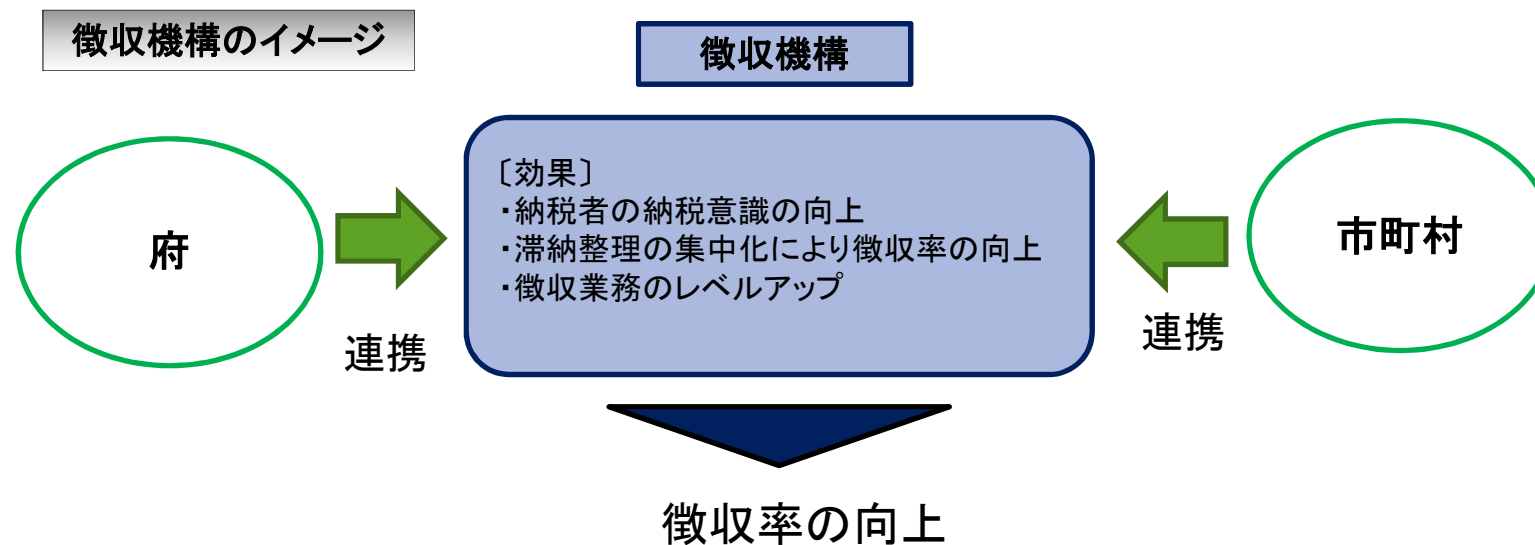 徴収機構のイメージ
徴収機構
〔効果〕
・納税者の納税意識の向上
・滞納整理の集中化により徴収率の向上
・徴収業務のレベルアップ
府
連携
市町村
連携
徴収率の向上